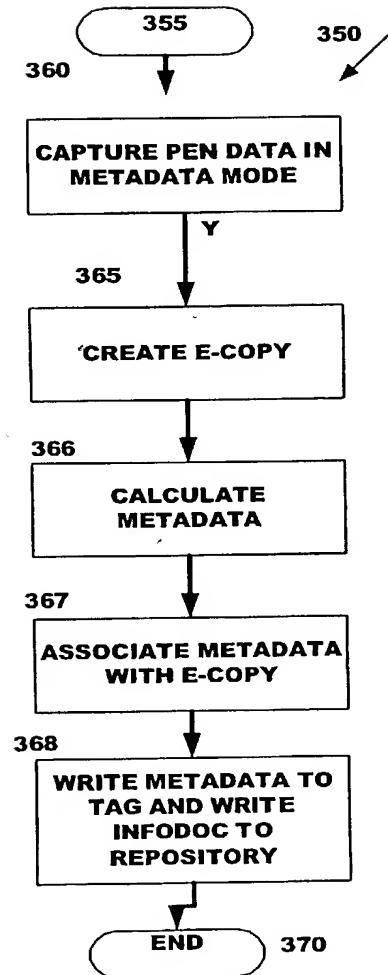 355
350
360
CAPTURE PEN DATA IN
METADATA MODE
Y
365
CREATE E-COPY
366
CALCULATE
METADATA
367
ASSOCIATE METADATA
WITH E-COPY
368
WRITE METADATA TO
TAG AND WRITE
INFODOC TO
REPOSITORY
END
370